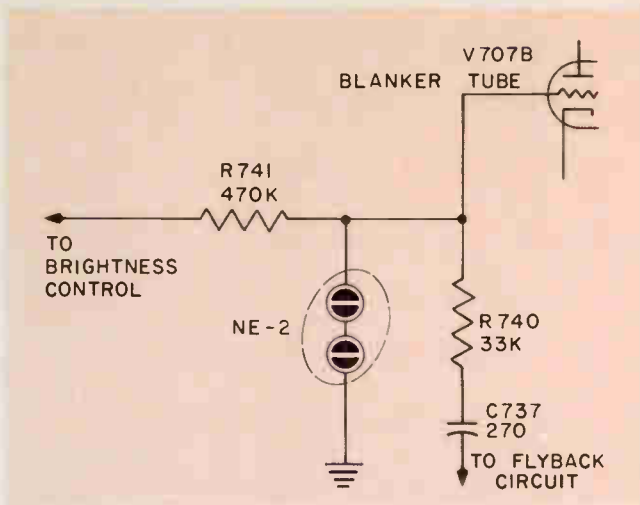 V707B
BLANKER TUBE
R741
470K
TO
BRIGHTNESS
CONTROL
NE-2
R740
33K
C737
270
TO FLYBACK
CIRCUIT